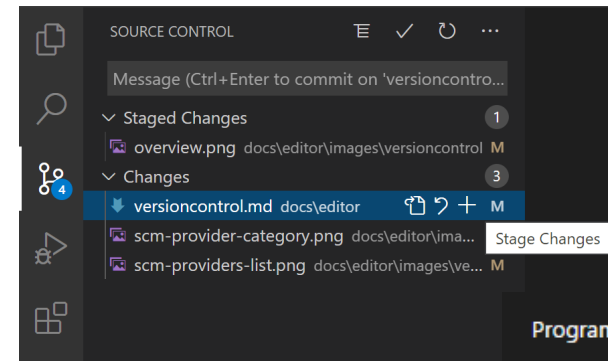 SOURCE CONTROL
Message (Ctrl+Enter to commit on 'versioncontro...
Staged Changes 1
overview.png docs\editor\images\versioncontrol M
4
Changes 3
versioncontrol.md docs\editor M
scm-provider-category.png docs\editor\ima...
Stage Changes
scm-providers-list.png docs\editor\images\ve... M
Program